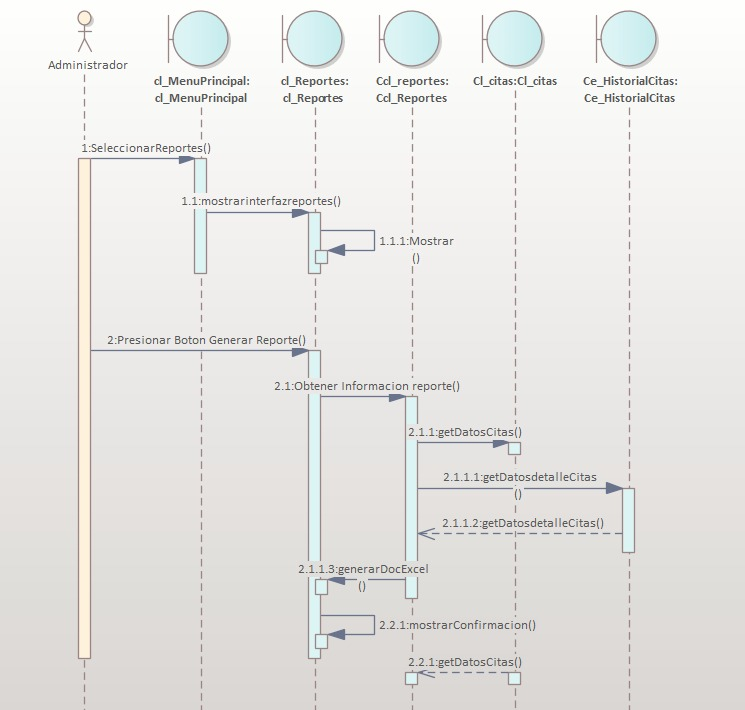 Administrador
cl_MenuPrincipal:
cl_MenuPrincipal
cl_Reportes:
cl_Reportes
Ccl_reportes:
Ccl_Reportes
Cl_citas:Cl_citas
Ce_HistorialCitas:
Ce_HistorialCitas
1:SeleccionarReportes()
1.1:mostrarinterfazreportes()
1.1.1:Mostrar
()
2:Presionar Boton Generar Reporte()
2.1:Obtener Informacion reporte()
2.1.1:getDatosCitas()
2.1.1.1:getDatosdetalleCitas
()
2.1.1.2:getDatosdetalleCitas()
2.1.1.3:generarDocExcel
()
2.2.1:mostrarConfirmacion()
2.2.1:getDatosCitas()